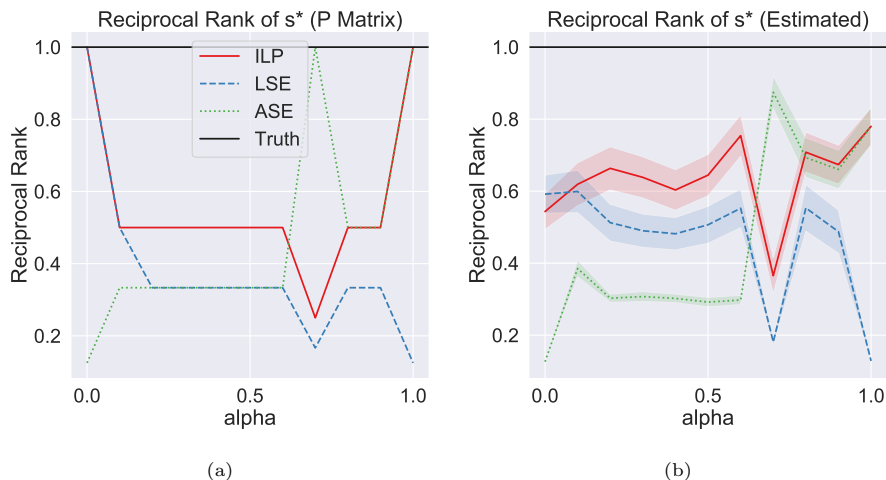 Reciprocal Rank of s* (P Matrix)
Reciprocal Rank
1.0
0.8
0.6
0.4
0.2
ILP
LSE
ASE
Truth
0.0 0.5 1.0
alpha
(a)
Reciprocal Rank of s* (Estimated)
Reciprocal Rank
1.0
0.8
0.6
0.4
0.2
0.0 0.5 1.0
alpha
(b)